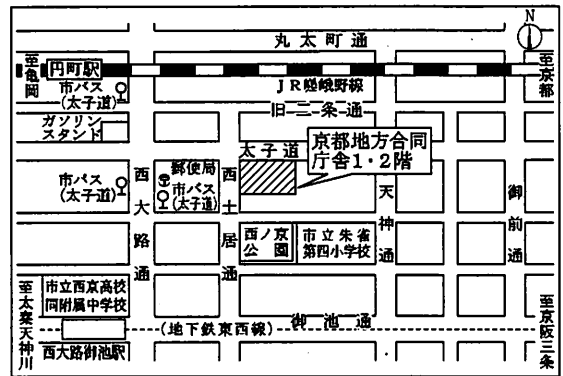 N
丸太町通
至亀岡
円町駅
至京都
市バス
(太子道)
JR嵯峨野線
旧二条通
ガソリン
スタンド
太子道
京都地方合同
庁舎1・2階
市バス
(太子道)
西大路通
郵便局
市バス
(太子道)
西土居通
天神通
御前通
西ノ京
公園
市立朱雀
第四小学校
市立西京高校
同附属中学校
至太秦天神川
御池通
(地下鉄東西線)
至京阪三条
西大路御池駅